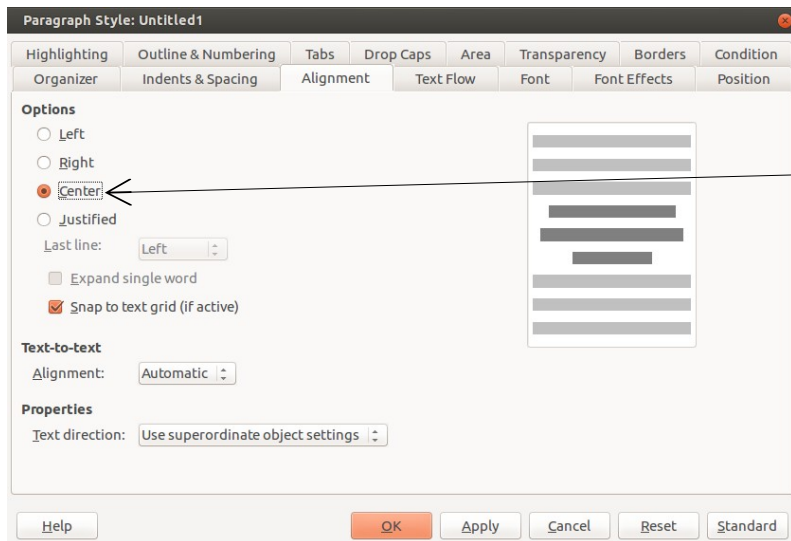 Paragraph Style: Untitled1
Highlighting Outline & Numbering Tabs Drop Caps Area Transparency Borders Condition
Organizer Indents & Spacing Alignment Text Flow Font Font Effects Position
Options
Left
Right
Center
Justified
Last line: Left
Expand single word
Snap to text grid (if active)
Text-to-text
Alignment: Automatic
Properties
Text direction: Use superordinate object settings
Help OK Apply Cancel Reset Standard